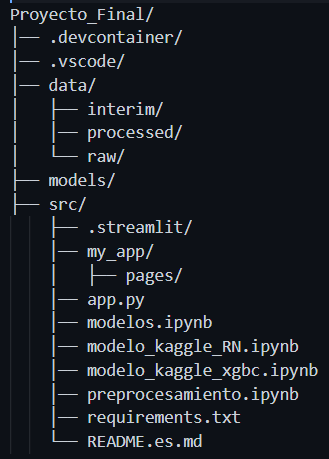 Proyecto_Final/
│── .devcontainer/
│── .vscode/
│── data/
│   ├── interim/
│   ├── processed/
│   └── raw/
├── models/
├── src/
│   ├── .streamlit/
│   ├── my_app/
│   │   ├── pages/
│   ├── app.py
│   ├── modelos.ipynb
│   ├── modelo_kaggle_RN.ipynb
│   ├── modelo_kaggle_xgbc.ipynb
│   ├── preprocesamiento.ipynb
│   ├── requirements.txt
│   └── README.es.md